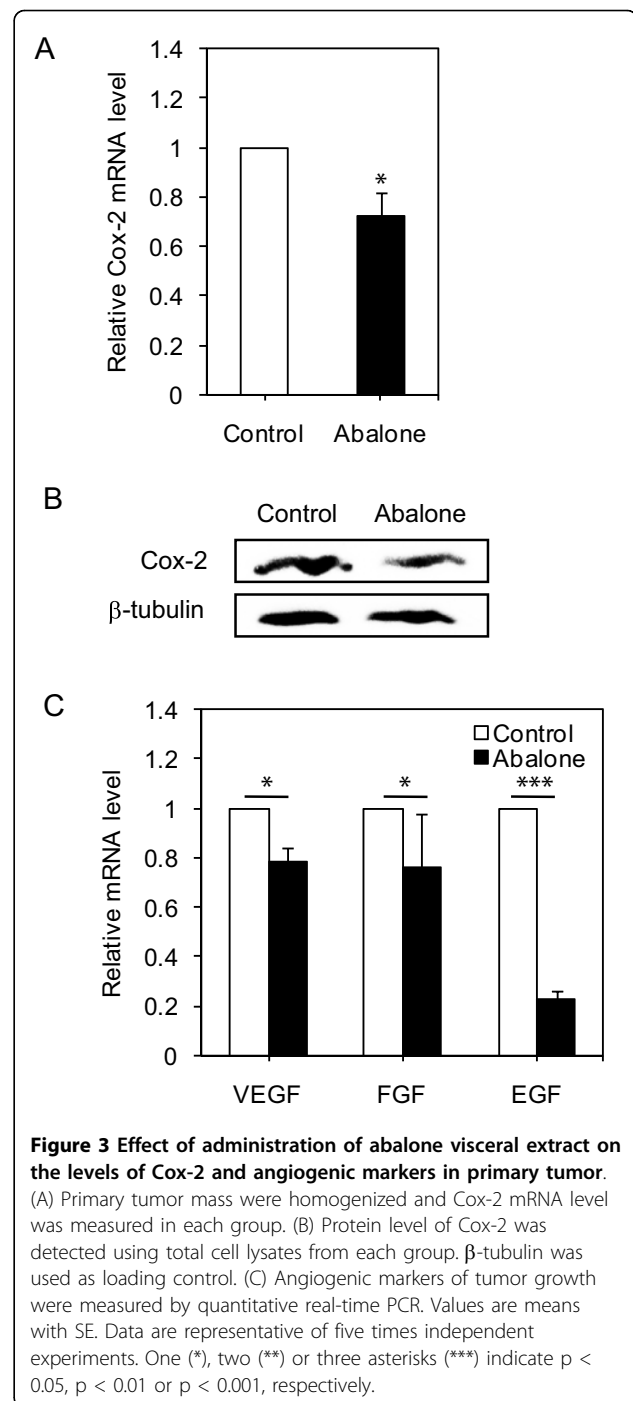 A
Relative Cox-2 mRNA level
1.4
1.2
1
0.8
0.6
0.4
0.2
0
*
Control Abalone
B
Control Abalone
Cox-2
β-tubulin
C
Relative mRNA level
1.4
1.2
1
0.8
0.6
0.4
0.2
0
Control
Abalone
* * ***
VEGF FGF EGF
Figure 3 Effect of administration of abalone visceral extract on
the levels of Cox-2 and angiogenic markers in primary tumor.
(A) Primary tumor mass were homogenized and Cox-2 mRNA level
was measured in each group. (B) Protein level of Cox-2 was
detected using total cell lysates from each group. β-tubulin was
used as loading control. (C) Angiogenic markers of tumor growth
were measured by quantitative real-time PCR. Values are means
with SE. Data are representative of five times independent
experiments. One (*), two (**) or three asterisks (***) indicate p <
0.05, p < 0.01 or p < 0.001, respectively.